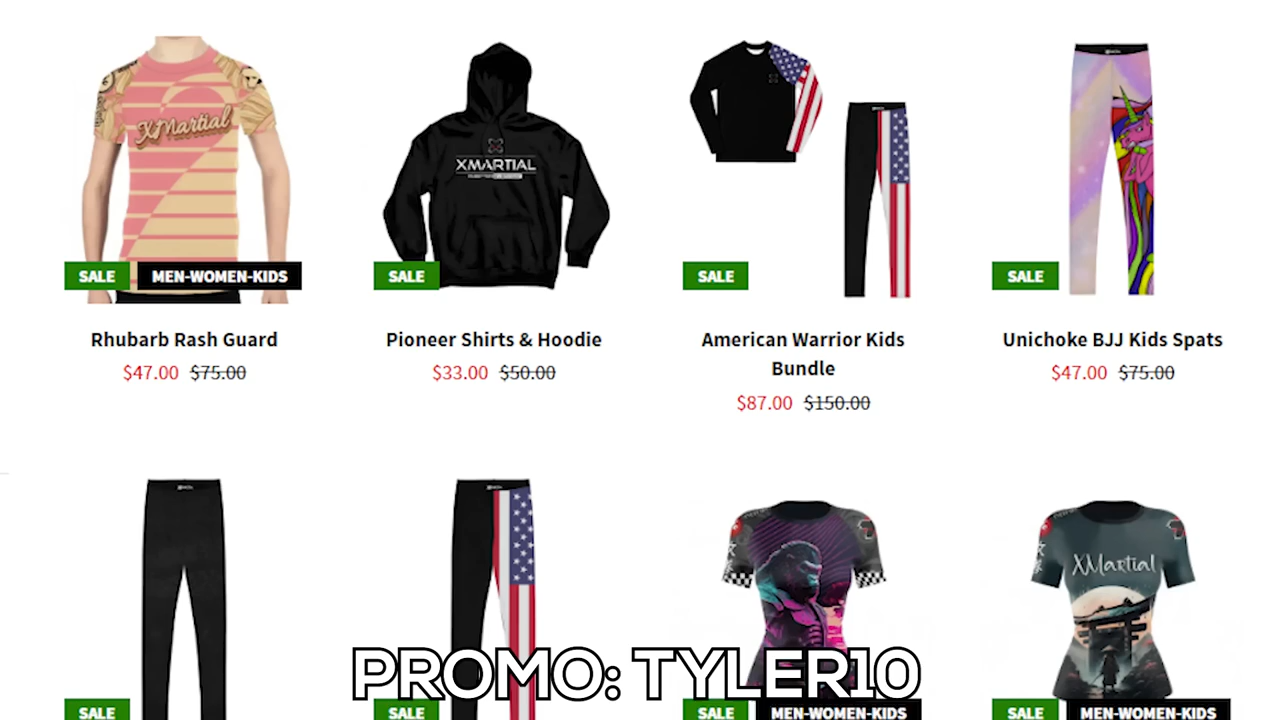 XMartial
XMARTIAL
SALE
MEN-WOMEN-KIDS
SALE
SALE
SALE
Rhubarb Rash Guard
Pioneer Shirts & Hoodie
American Warrior Kids
Bundle
Unichoke BJJ Kids Spats
$47.00 $75.00
$33.00 $50.00
$87.00 $150.00
$47.00 $75.00
XMartial
PROMO: TYLER10
SALE
SALE
SALE
MEN-WOMEN-KIDS
SALE
MEN-WOMEN-KIDS